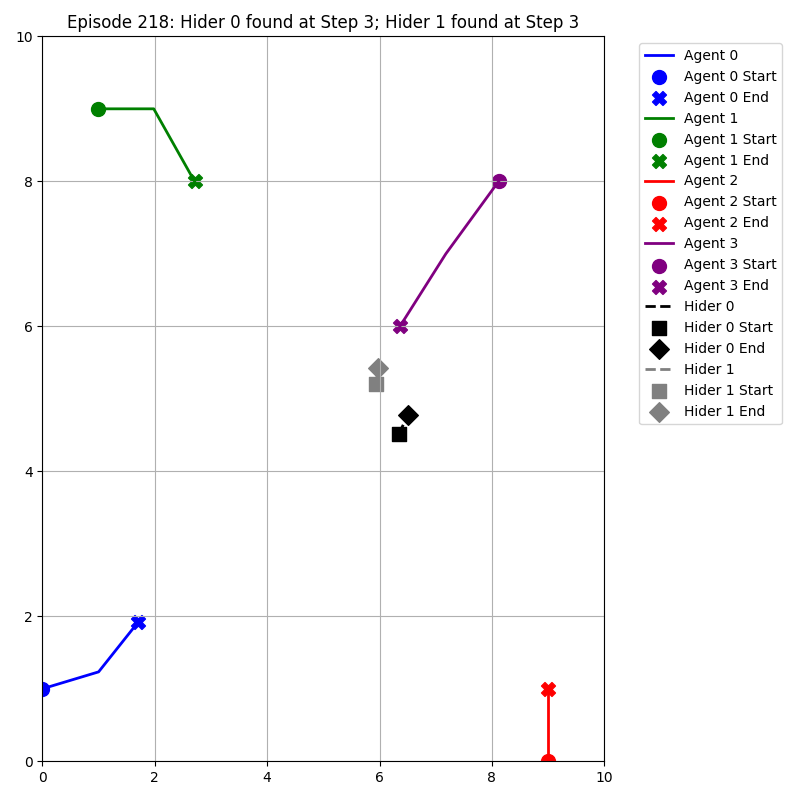 Episode 218: Hider 0 found at Step 3; Hider 1 found at Step 3
10
8
6
4
2
0
0 2 4 6 8 10
Agent 0
Agent 0 Start
Agent 0 End
Agent 1
Agent 1 Start
Agent 1 End
Agent 2
Agent 2 Start
Agent 2 End
Agent 3
Agent 3 Start
Agent 3 End
Hider 0
Hider 0 Start
Hider 0 End
Hider 1
Hider 1 Start
Hider 1 End